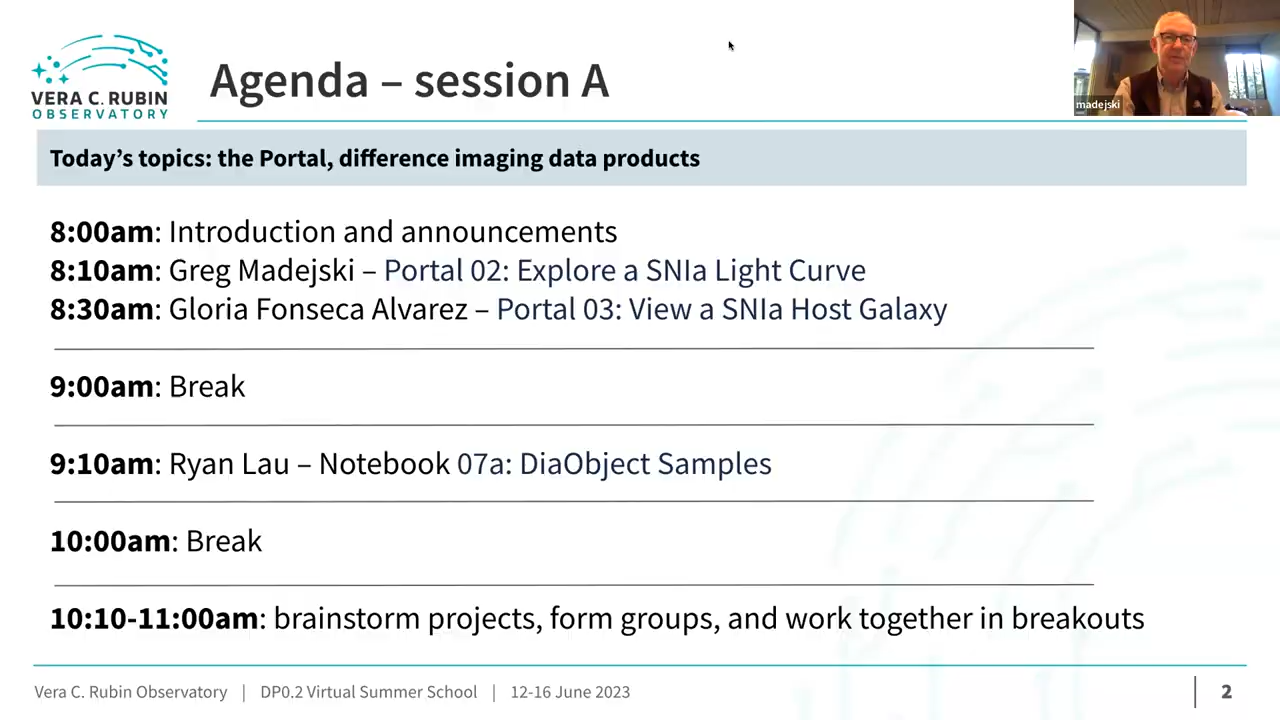 VERA C. RUBIN
OBSERVATORY
Agenda – session A
madejski
Today’s topics: the Portal, difference imaging data products
8:00am: Introduction and announcements
8:10am: Greg Madejski – Portal 02: Explore a SNIa Light Curve
8:30am: Gloria Fonseca Alvarez – Portal 03: View a SNIa Host Galaxy
9:00am: Break
9:10am: Ryan Lau – Notebook 07a: DiaObject Samples
10:00am: Break
10:10-11:00am: brainstorm projects, form groups, and work together in breakouts
Vera C. Rubin Observatory | DP0.2 Virtual Summer School | 12-16 June 2023 | 2